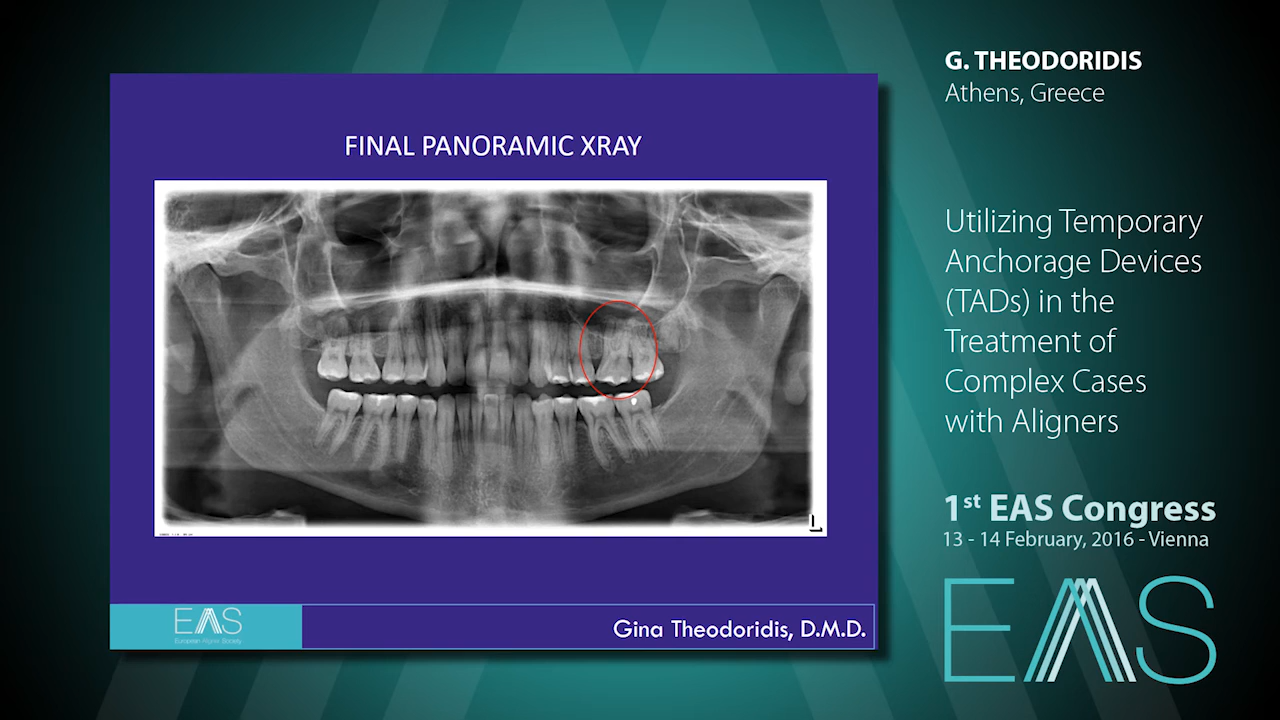 FINAL PANORAMIC XRAY
L
EAS
European Aligner Society
Gina Theodoridis, D.M.D.
G. THEODORIDIS
Athens, Greece
Utilizing Temporary
Anchorage Devices
(TADs) in the
Treatment of
Complex Cases
with Aligners
1st EAS Congress
13 - 14 February, 2016 - Vienna
EAS